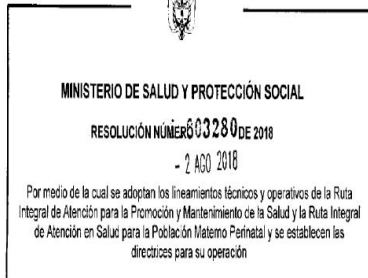 MINISTERIO DE SALUD Y PROTECCIÓN SOCIAL
RESOLUCIÓN NÚMERO 003280 DE 2018
- 2 AGO 2018
Por medio de la cual se adoptan los lineamientos técnicos y operativos de la Ruta
Integral de Atención para la Promoción y Mantenimiento de la Salud y la Ruta Integral
de Atención en Salud para la Población Materno Perinatal y se establecen las
directrices para su operación